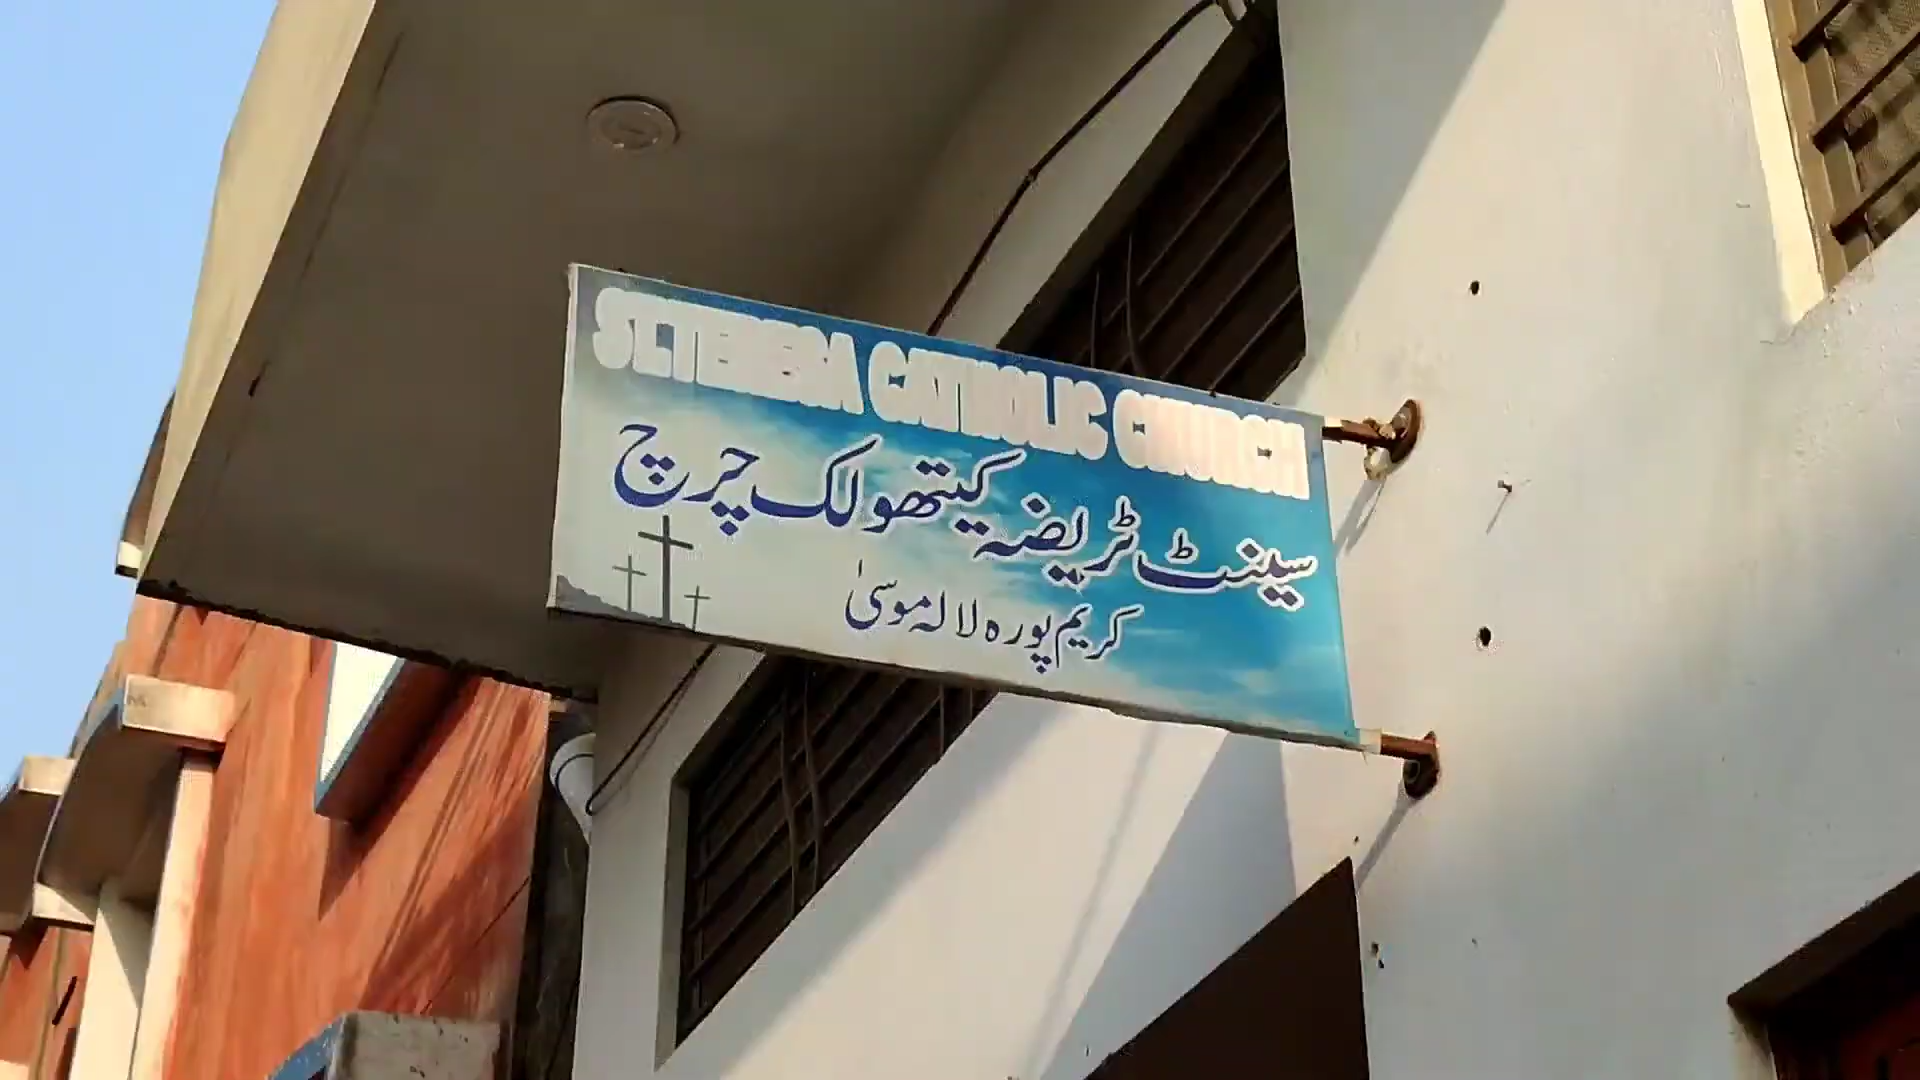 ST.TERESA CATHOLIC CHURCH
سینٹ ٹریضہ کیتھولک چرچ
کریم پورہ لالہ موسیٰ